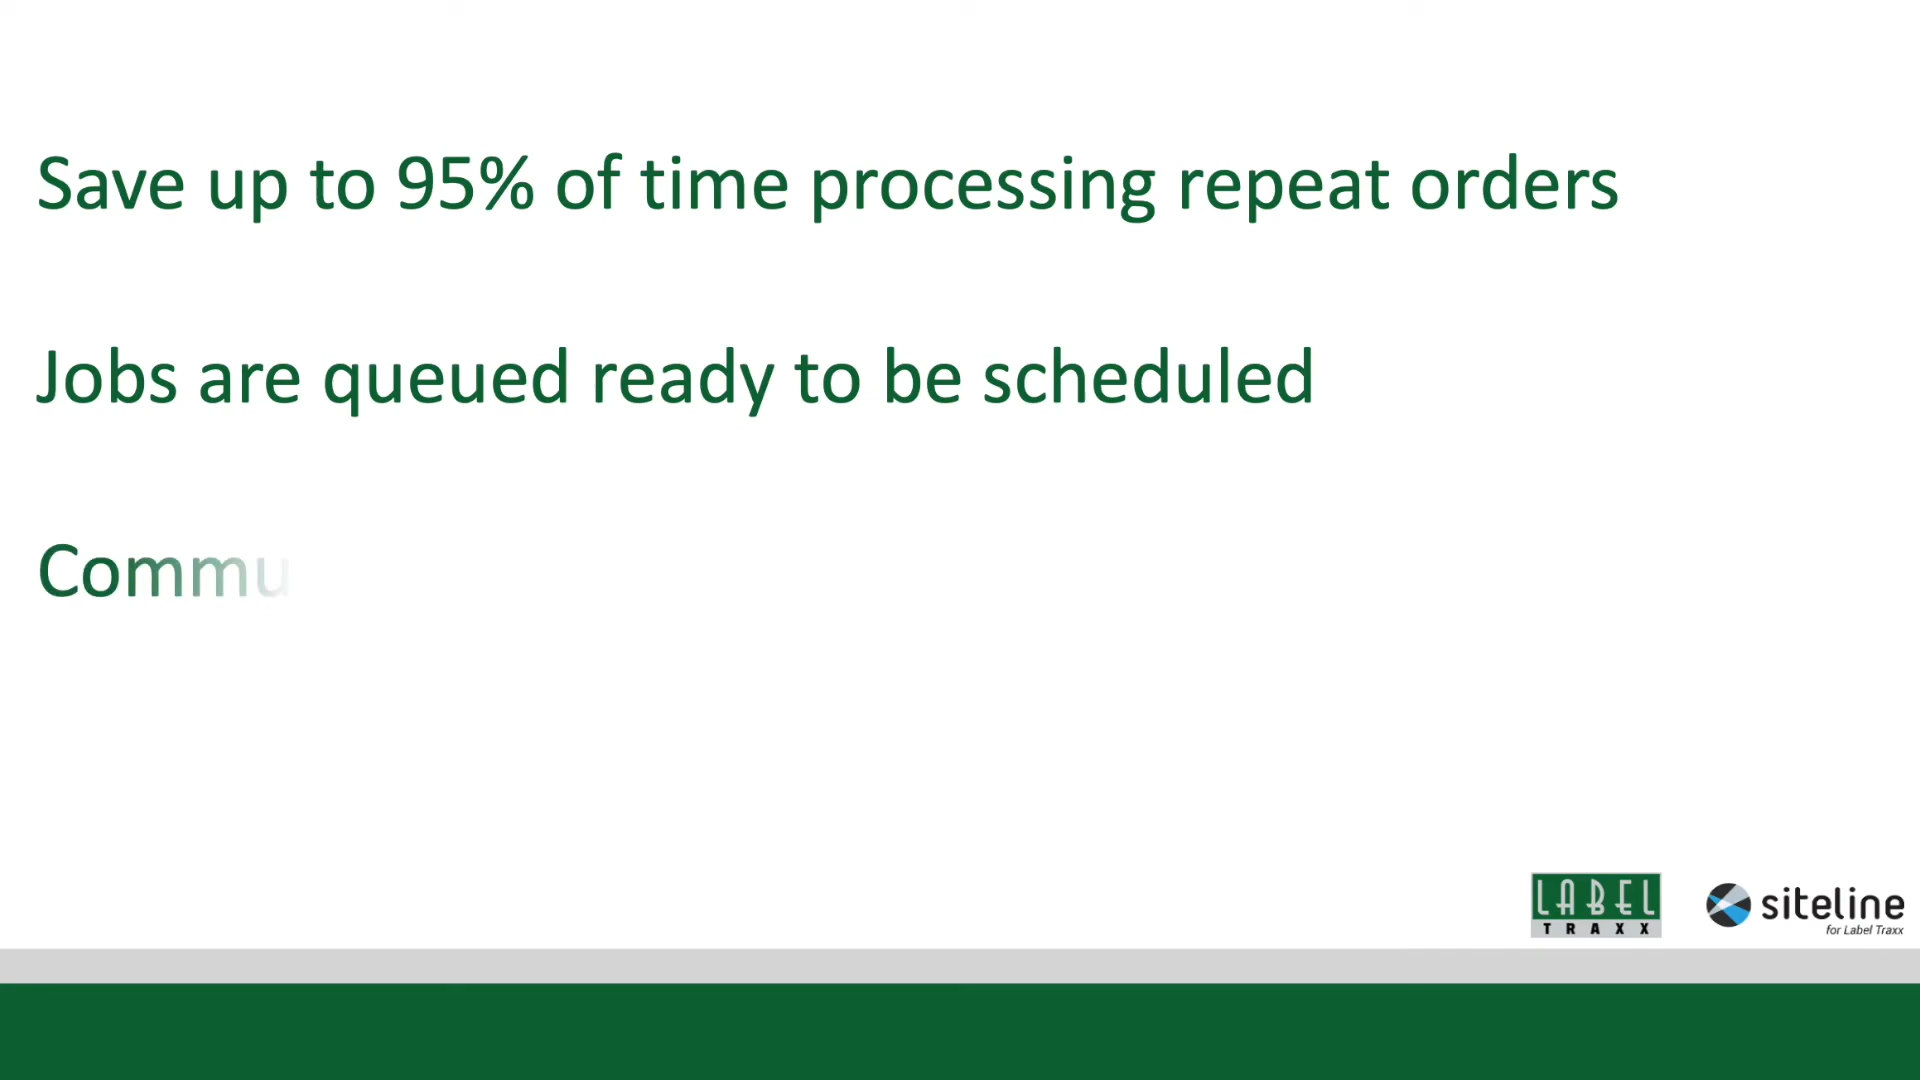 Save up to 95% of time processing repeat orders
Jobs are queued ready to be scheduled
Commu
LABEL
TRAXX
siteline
for Label Traxx